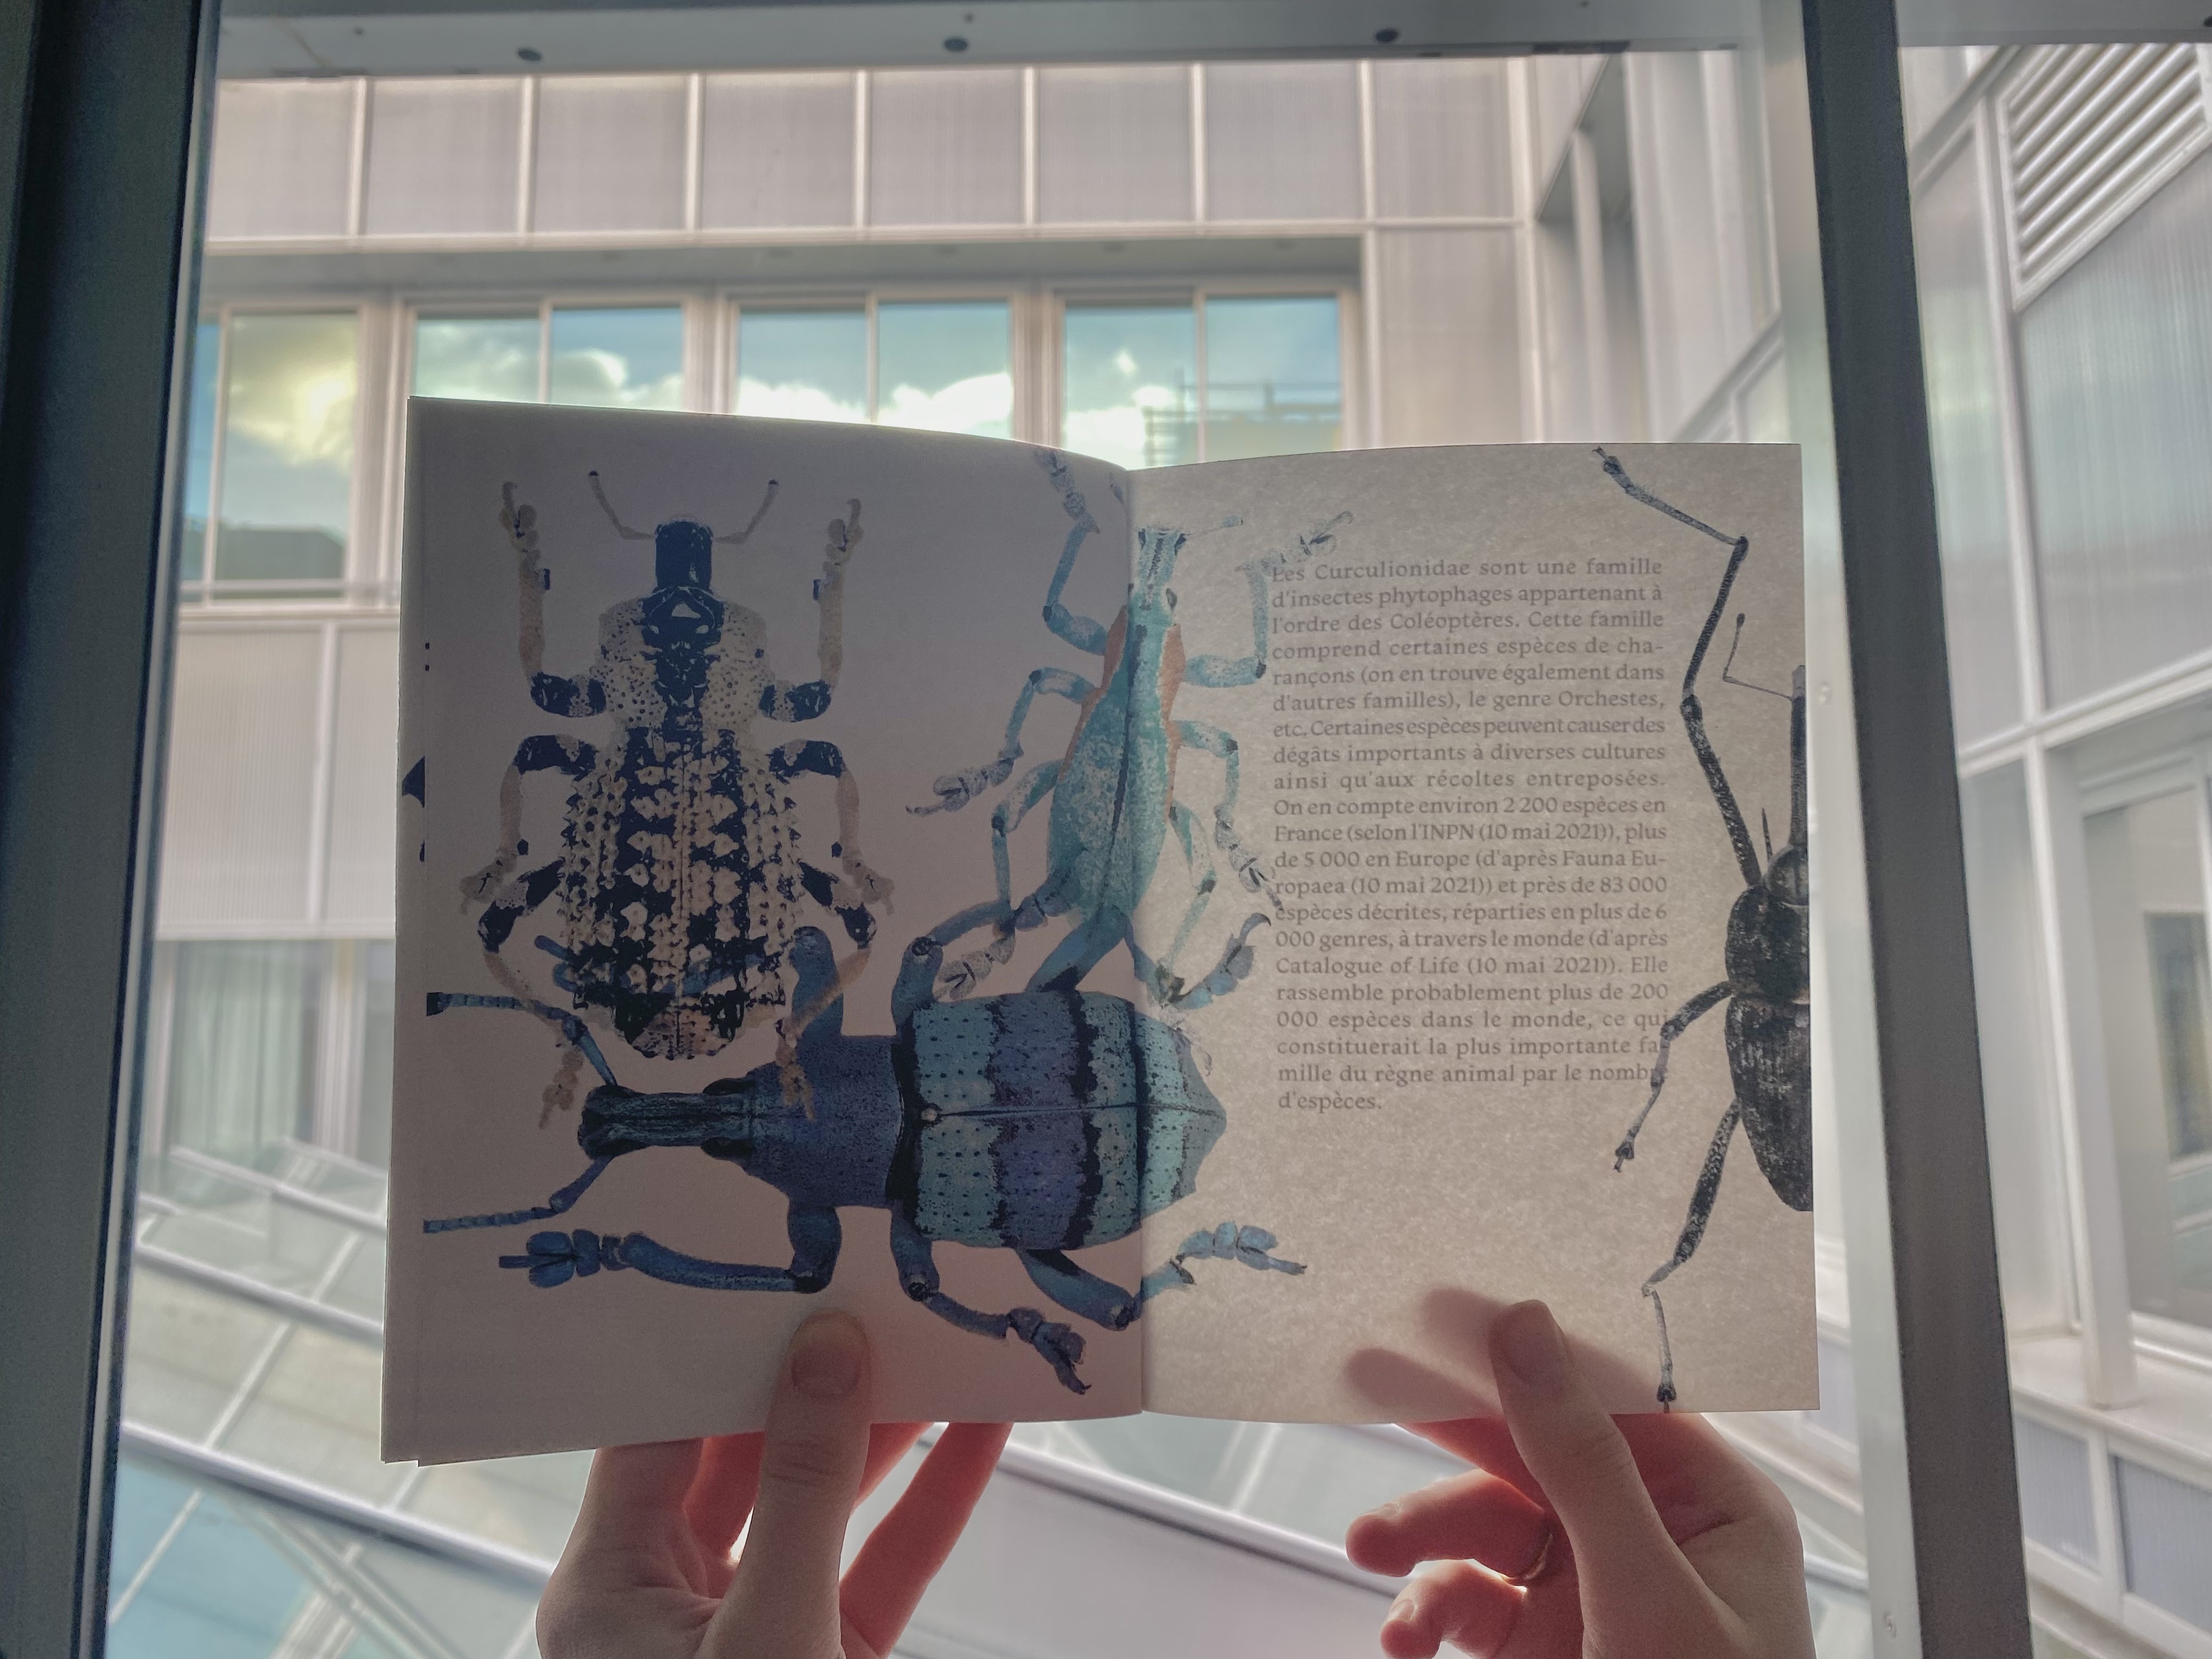 Les Curculionidae sont une famille
d'insectes phytophages appartenant à
l'ordre des Coléoptères. Cette famille
comprend certaines espèces de cha-
rançons (on en trouve également dans
d'autres familles), le genre Orchestes,
etc. Certaines espèces peuvent causer des
dégâts importants à diverses cultures
ainsi qu'aux récoltes entreposées.
On en compte environ 2 200 espèces en
France (selon l'INPN (10 mai 2021)), plus
de 5 000 en Europe (d'après Fauna Eu-
ropaea (10 mai 2021)) et près de 83 000
espèces décrites, réparties en plus de 6
000 genres, à travers le monde (d'après
Catalogue of Life (10 mai 2021)). Elle
rassemble probablement plus de 200
000 espèces dans le monde, ce qui
constituerait la plus importante fa-
mille du règne animal par le nombre
d'espèces.